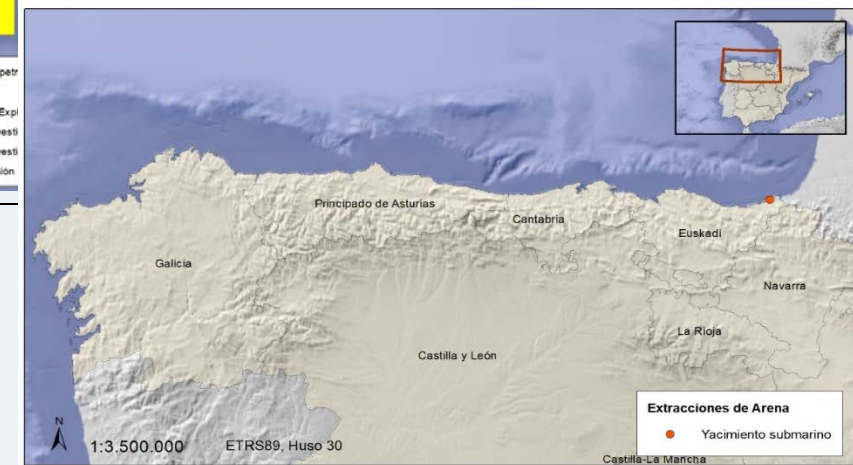 Principado de Asturias
Cantabria
Euskadi
Galicia
Navarra
La Rioja
Castilla y León
Extracciones de Arena
Yacimiento submarino
N
1:3.500.000 ETRS89, Huso 30
Castilla-La Mancha